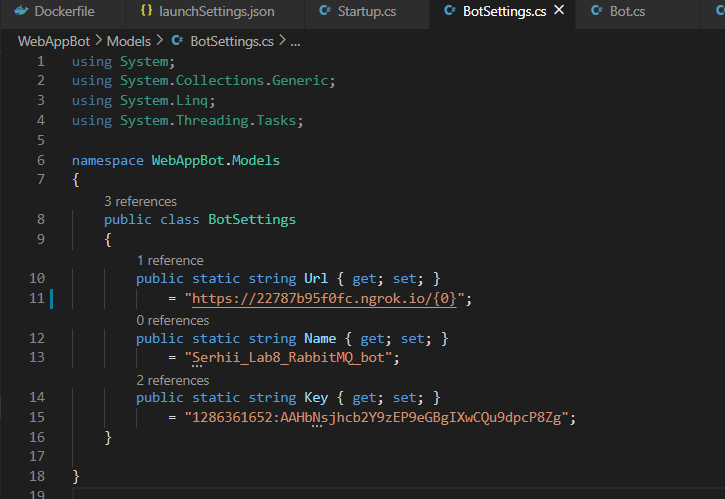 Dockerfile launchSettings.json Startup.cs BotSettings.cs Bot.cs
WebAppBot > Models > BotSettings.cs > ...
1 using System;
2 using System.Collections.Generic;
3 using System.Linq;
4 using System.Threading.Tasks;
5
6 namespace WebAppBot.Models
7 {
3 references
8 public class BotSettings
9 {
1 reference
10 public static string Url { get; set; }
11 = "https://22787b95f0fc.ngrok.io/{0}";
0 references
12 public static string Name { get; set; }
13 = "Serhii_Lab8_RabbitMQ_bot";
2 references
14 public static string Key { get; set; }
15 = "1286361652:AAHbNsjhcb2Y9zEP9eGBgIXwCQu9dpcP8Zg";
16 }
17
18 }
19